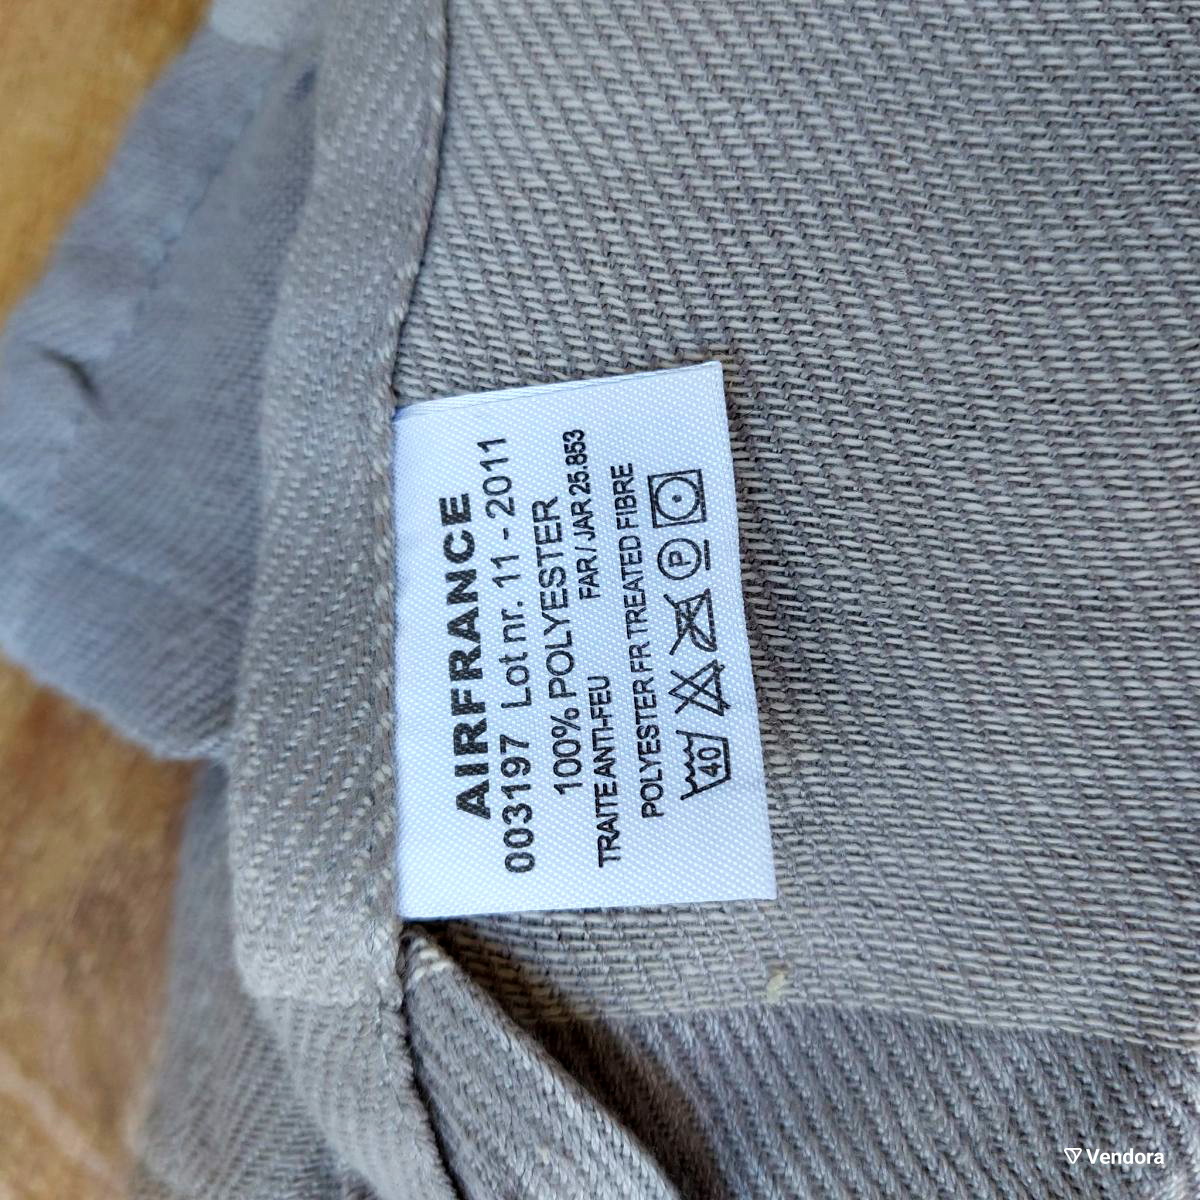 AIRFRANCE
003197 Lot nr. 11 - 2011
100% POLYESTER
TRAITE ANTI-FEU FAR / JAR 25.853
POLYESTER FR TREATED FIBRE
40 P
Vendora